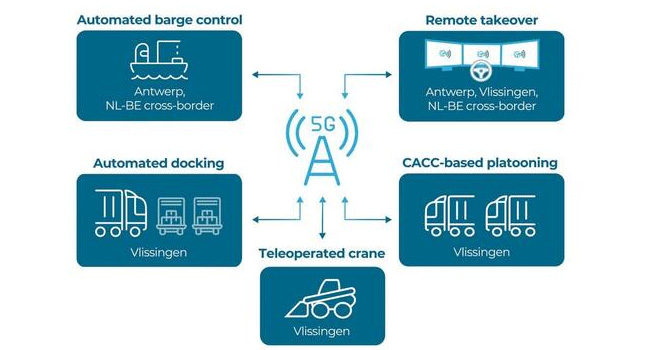 Automated barge control
Antwerp,
NL-BE cross-border
Remote takeover
Antwerp, Vlissingen,
NL-BE cross-border
5G
Automated docking
Vlissingen
CACC-based platooning
Vlissingen
Teleoperated crane
Vlissingen